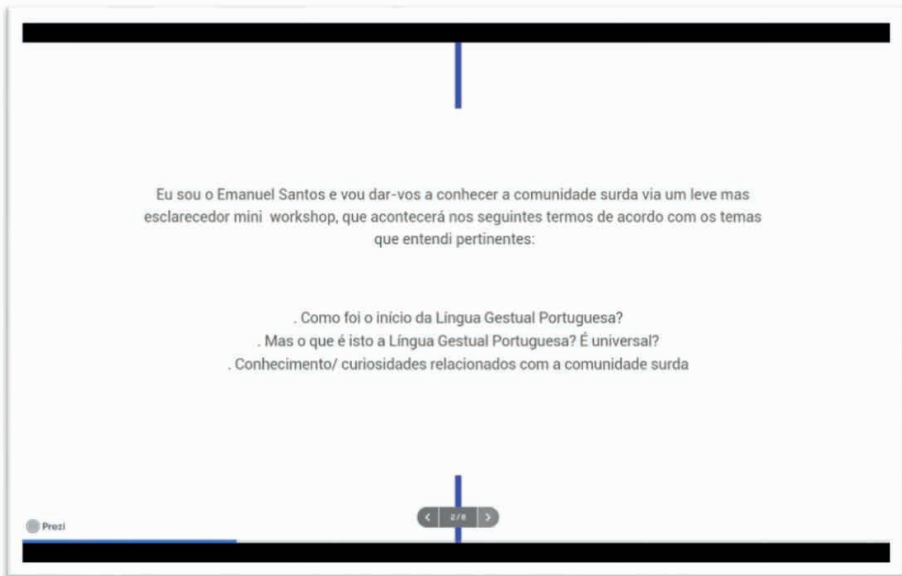 Eu sou o Emanuel Santos e vou dar-vos a conhecer a comunidade surda via um leve mas
esclarecedor mini workshop, que acontecerá nos seguintes termos de acordo com os temas
que entendi pertinentes:
. Como foi o início da Língua Gestual Portuguesa?
. Mas o que é isto a Língua Gestual Portuguesa? É universal?
. Conhecimento/ curiosidades relacionados com a comunidade surda
Prezi
2/8